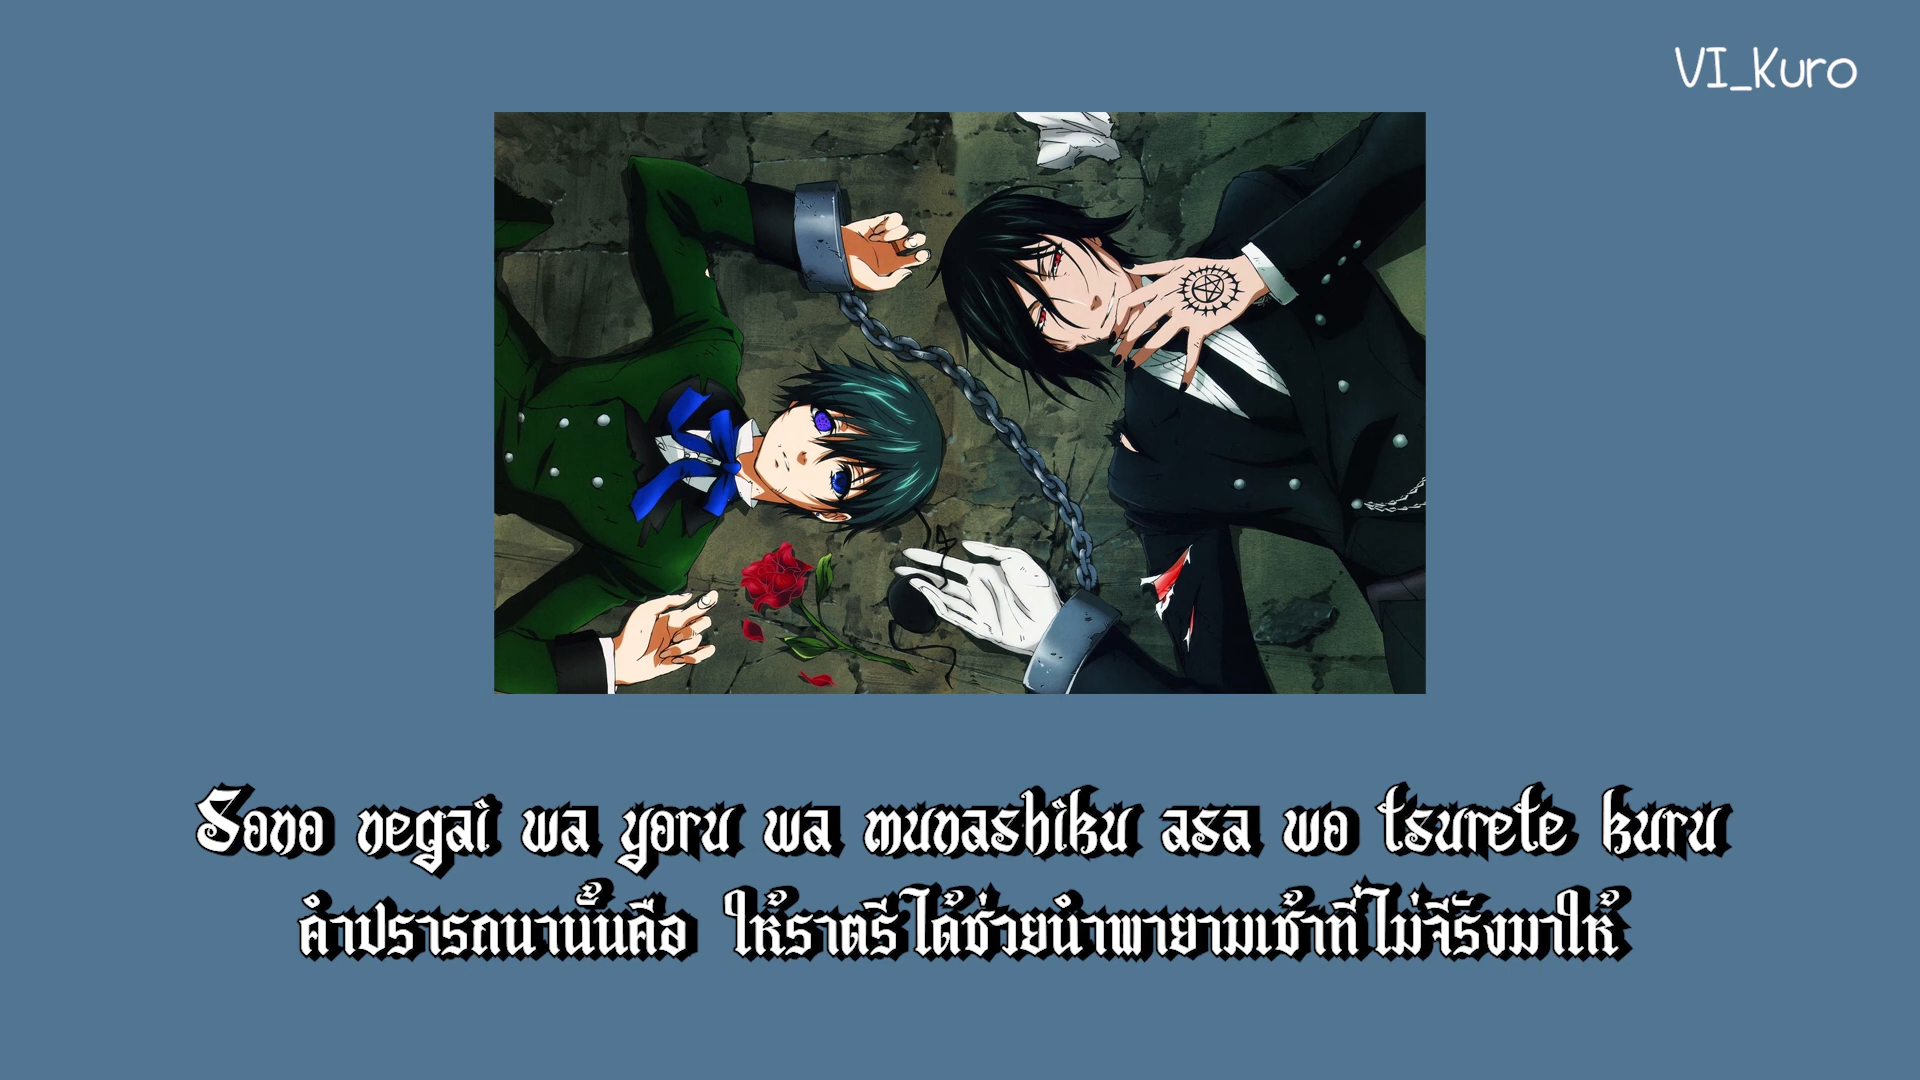 VI_Kuro
Sono negai wa yoru wa munashiku asa wo tsurete kuru
คำปรารถนานั้นคือ ให้ราตรีได้ช่วยนำพายามเช้าที่ไม่จีรังมาให้